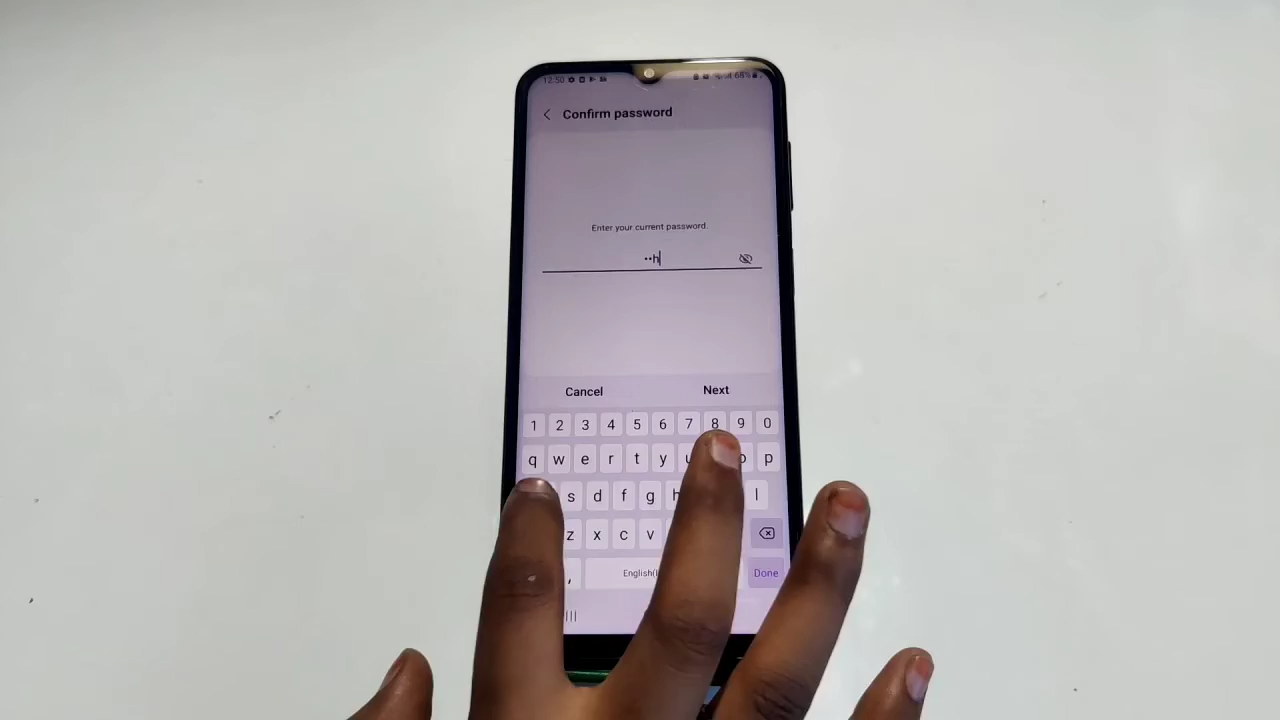 12:50 68%
Confirm password
Enter your current password.
••h
Cancel Next
1 2 3 4 5 6 7 8 9 0
q w e r t y u o p
s d f g h l
z x c v
, English(
Done